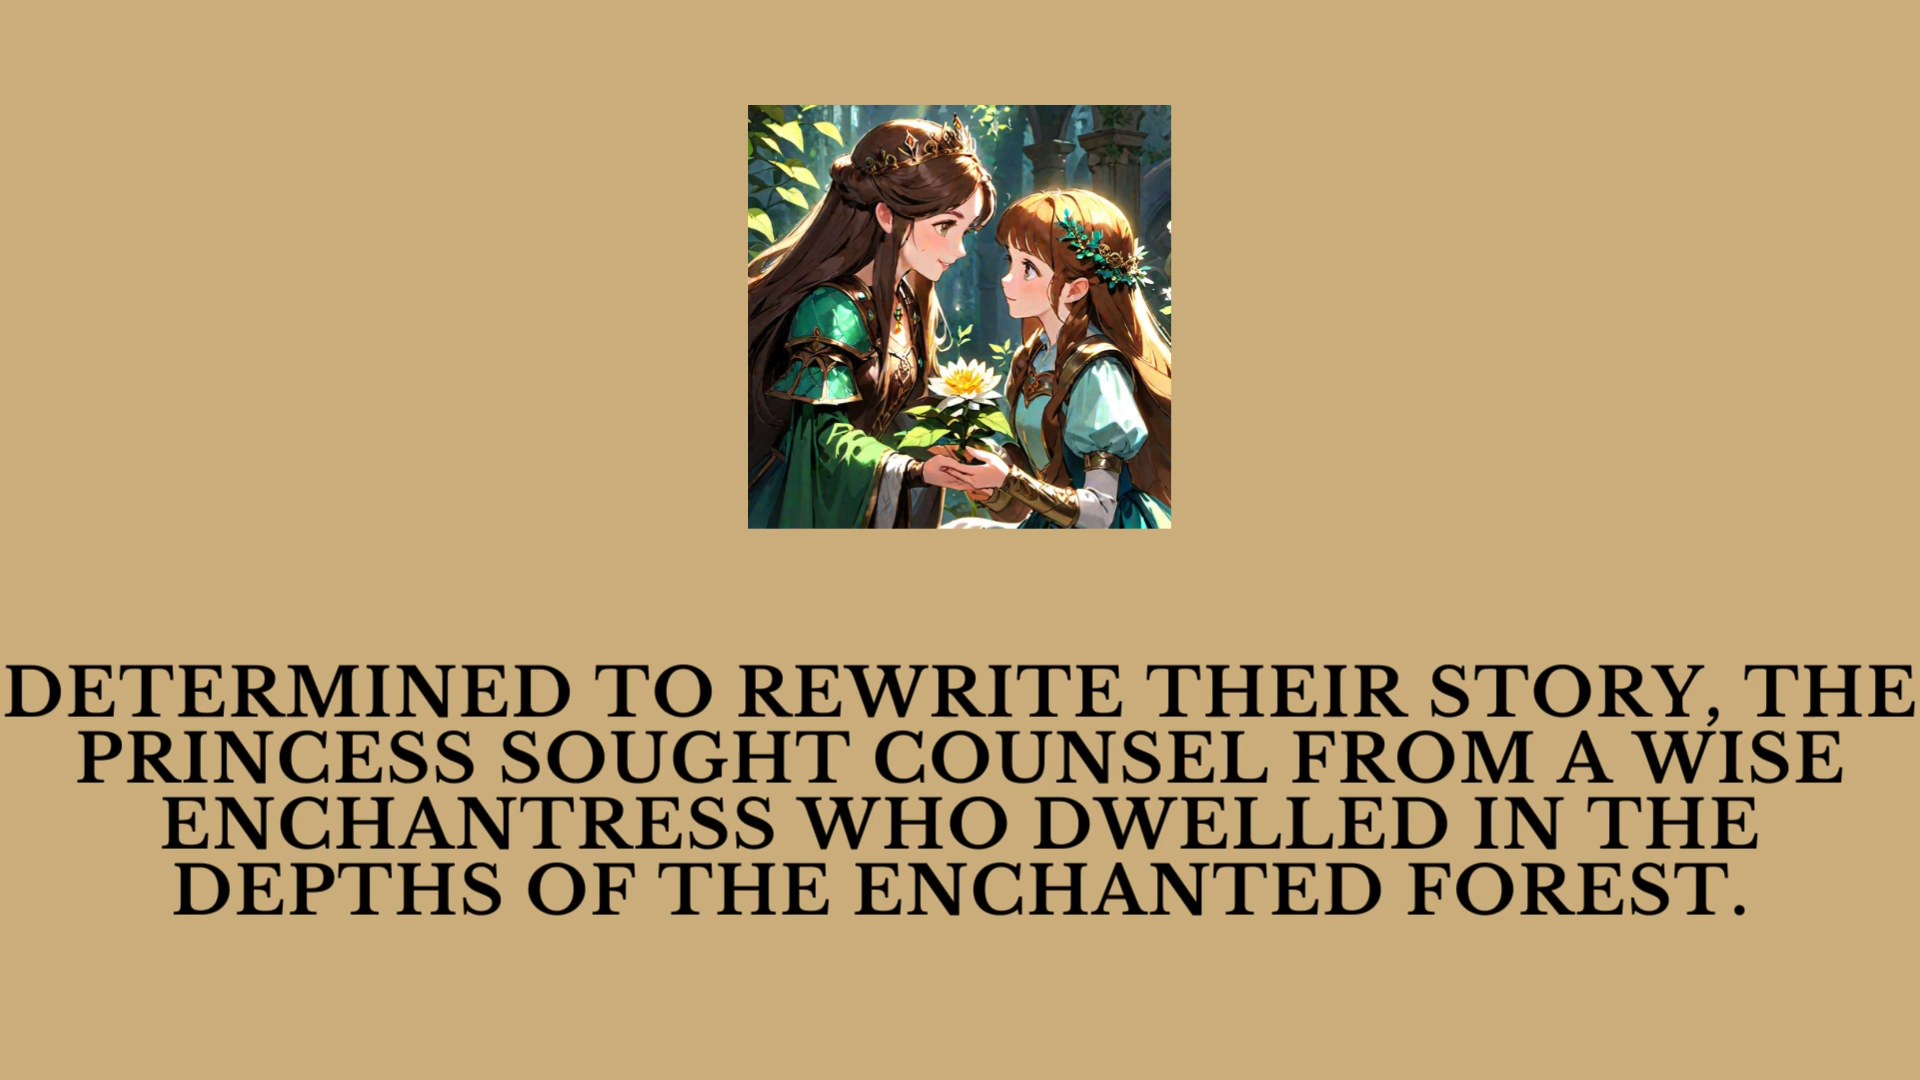 DETERMINED TO REWRITE THEIR STORY, THE
PRINCESS SOUGHT COUNSEL FROM A WISE
ENCHANTRESS WHO DWELLED IN THE
DEPTHS OF THE ENCHANTED FOREST.